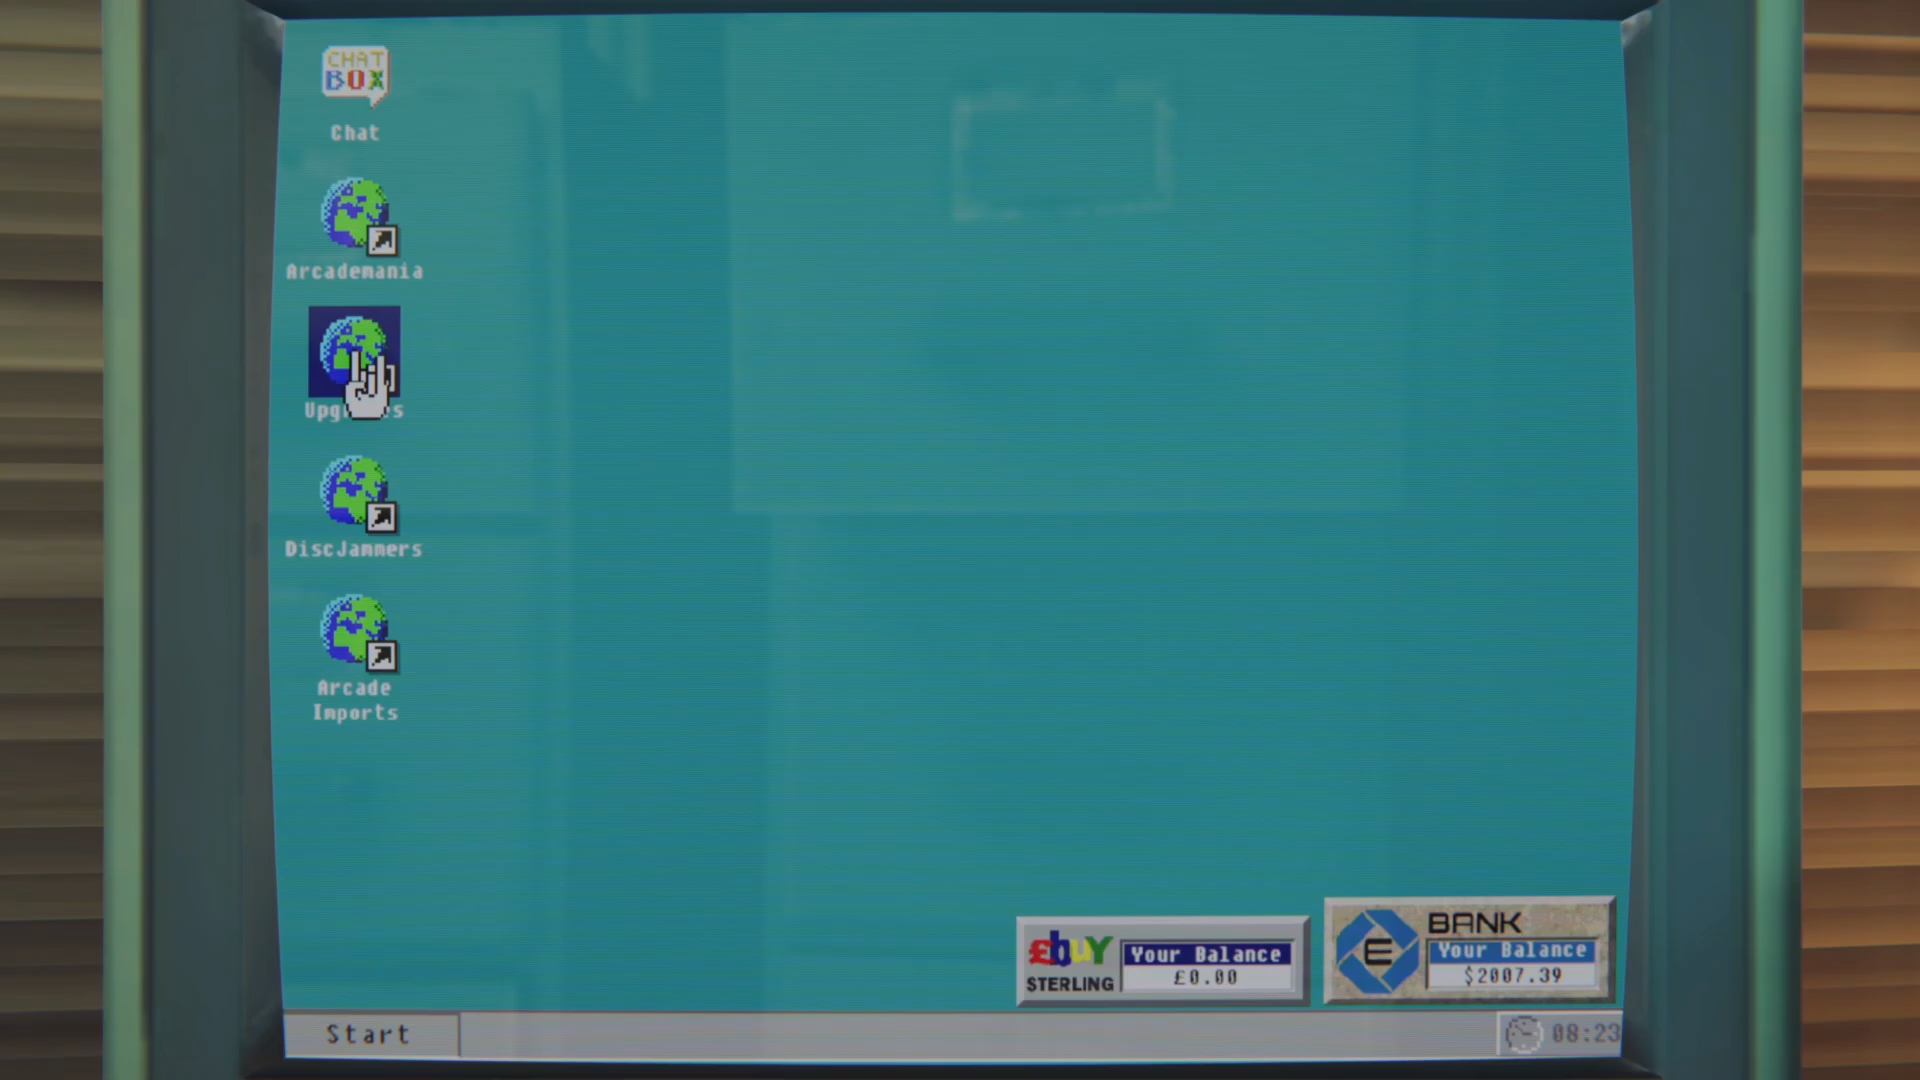 CHAT
BOX
Chat
Arcademania
DiscJammers
Arcade
Imports
£buy
STERLING
Your Balance
£0.00
E
BANK
Your Balance
$2007.39
Start
08:23